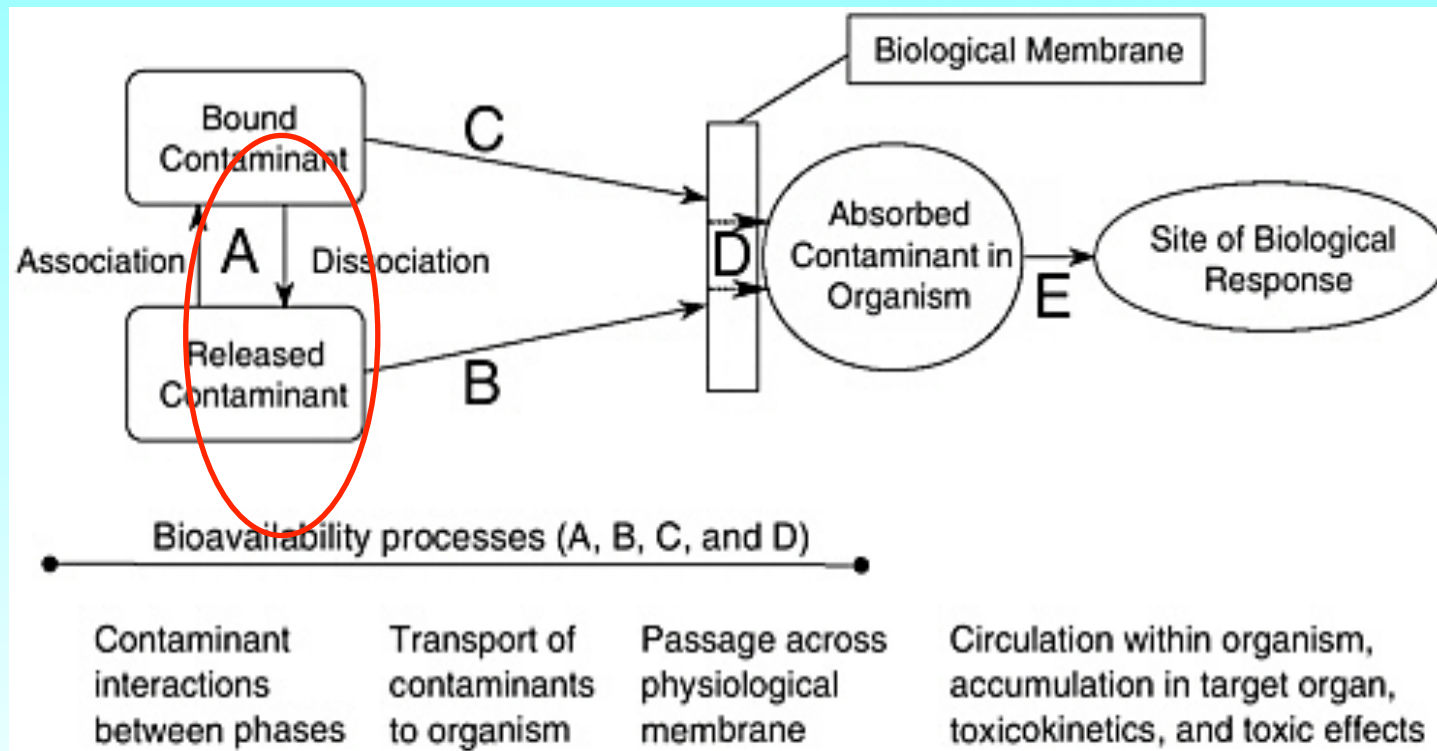 Biological Membrane
Bound
Contaminant
C
Association
A
Dissociation
Released
Contaminant
B
D
Absorbed
Contaminant in
Organism
E
Site of Biological
Response
Bioavailability processes (A, B, C, and D)
Contaminant
interactions
between phases
Transport of
contaminants
to organism
Passage across
physiological
membrane
Circulation within organism,
accumulation in target organ,
toxicokinetics, and toxic effects